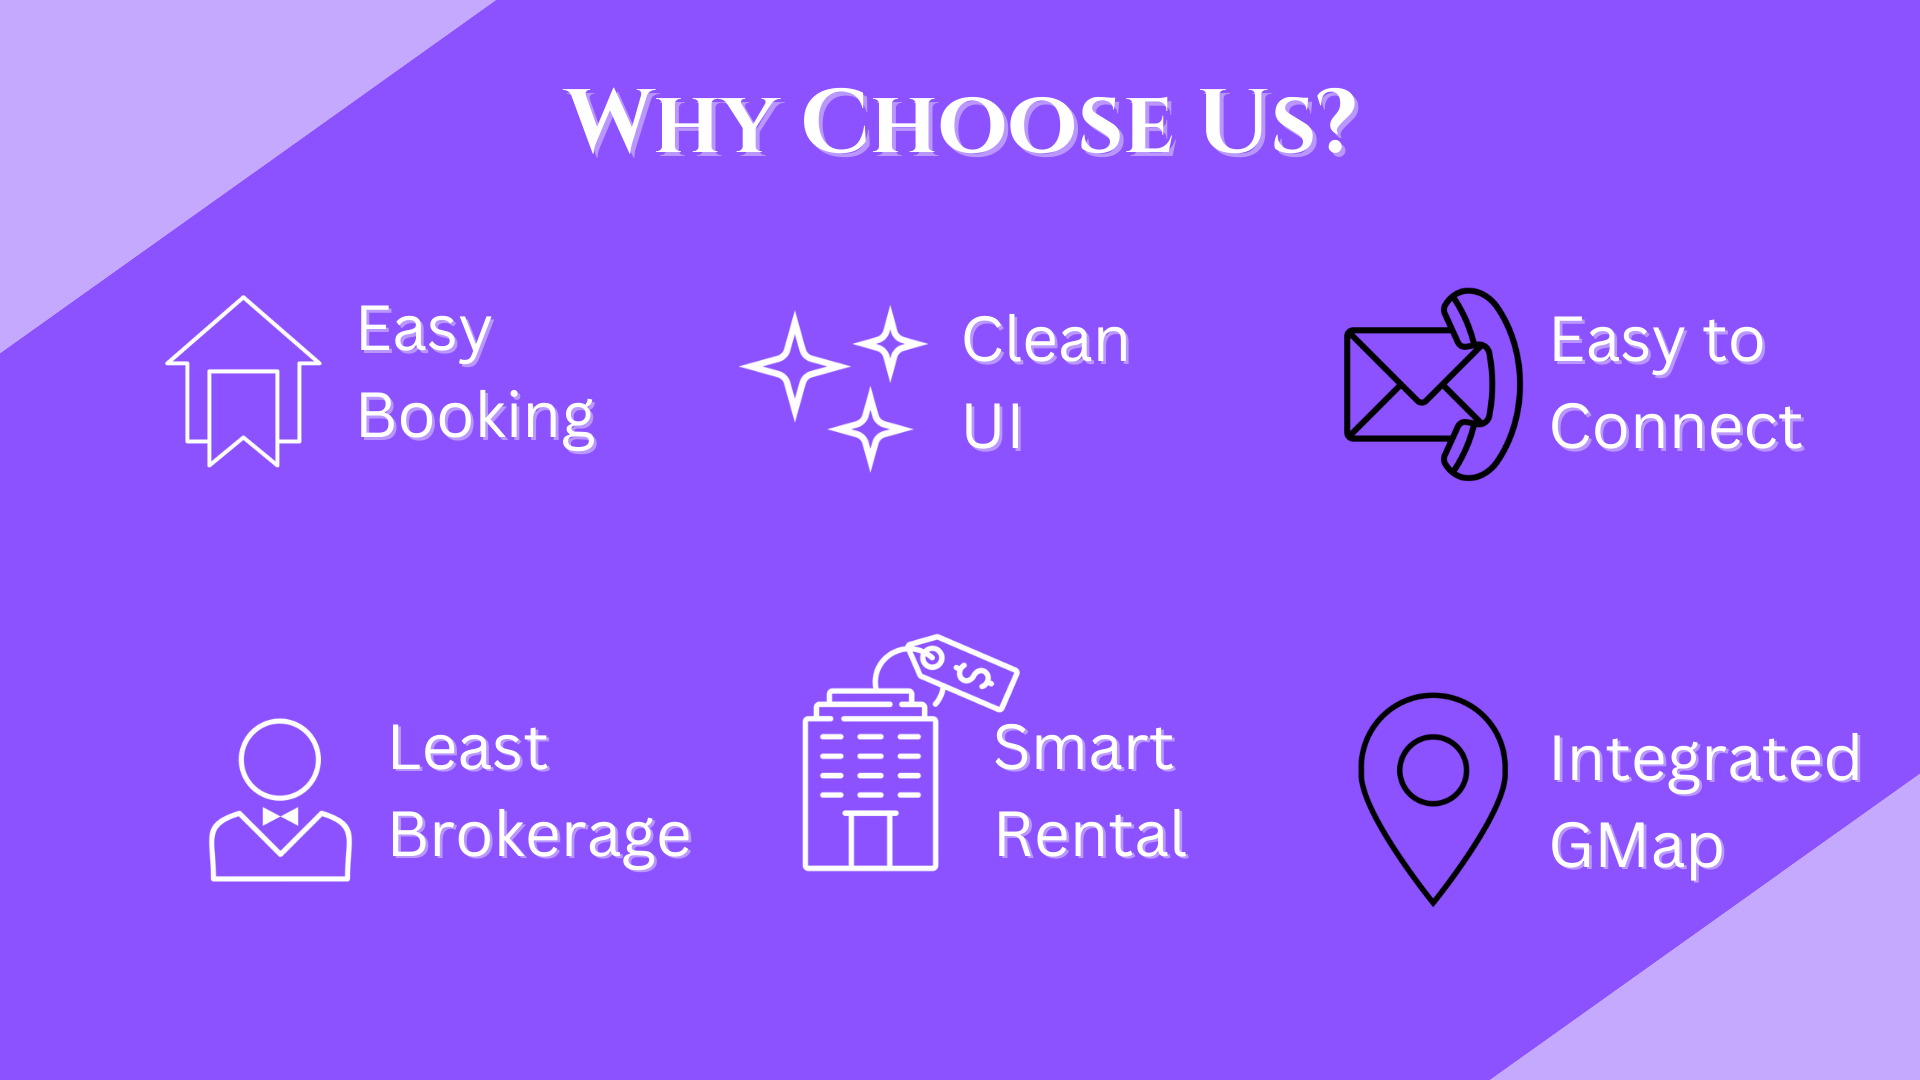 Why Choose Us?
Easy
Booking
Clean
UI
Easy to
Connect
Least
Brokerage
$
Smart
Rental
Integrated
GMap